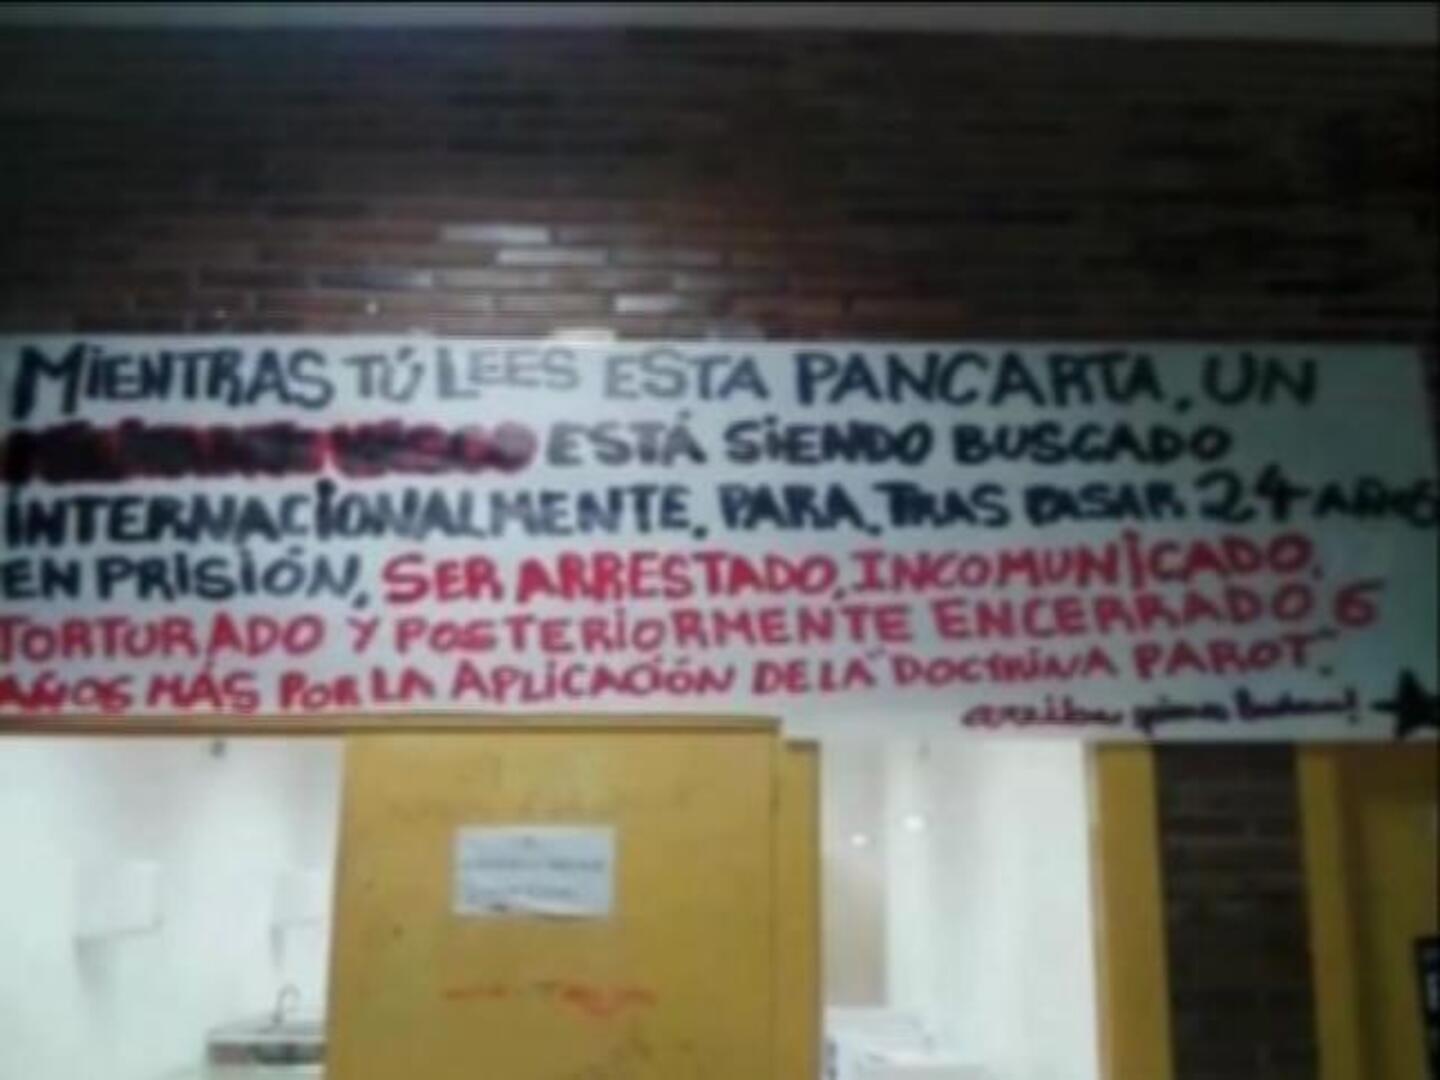 MIENTRAS TÚ LEES ESTA PANCARTA, UN
ESTÁ SIENDO BUSCADO
INTERNACIONALMENTE, PARA, TRAS PASAR 24 AÑOS
EN PRISIÓN, SER ARRESTADO, INCOMUNICADO,
TORTURADO Y POSTERIORMENTE ENCERRADO 6
AÑOS MÁS POR LA APLICACIÓN DE LA "DOCTRINA PAROT".